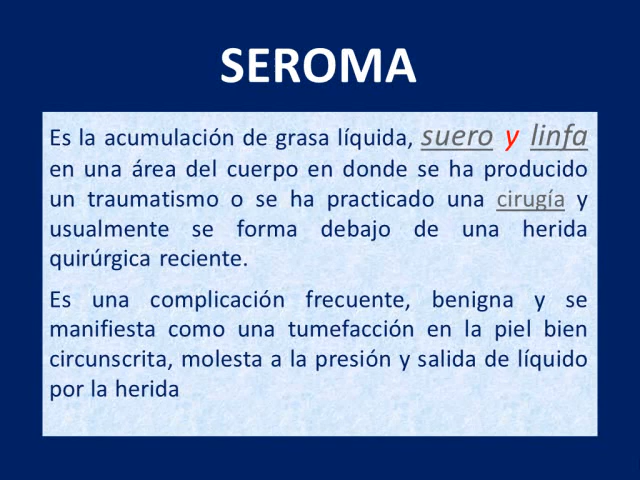 SEROMA
Es la acumulación de grasa líquida, suero y linfa
en una área del cuerpo en donde se ha producido
un traumatismo o se ha practicado una cirugía y
usualmente se forma debajo de una herida
quirúrgica reciente.
Es una complicación frecuente, benigna y se
manifiesta como una tumefacción en la piel bien
circunscrita, molesta a la presión y salida de líquido
por la herida